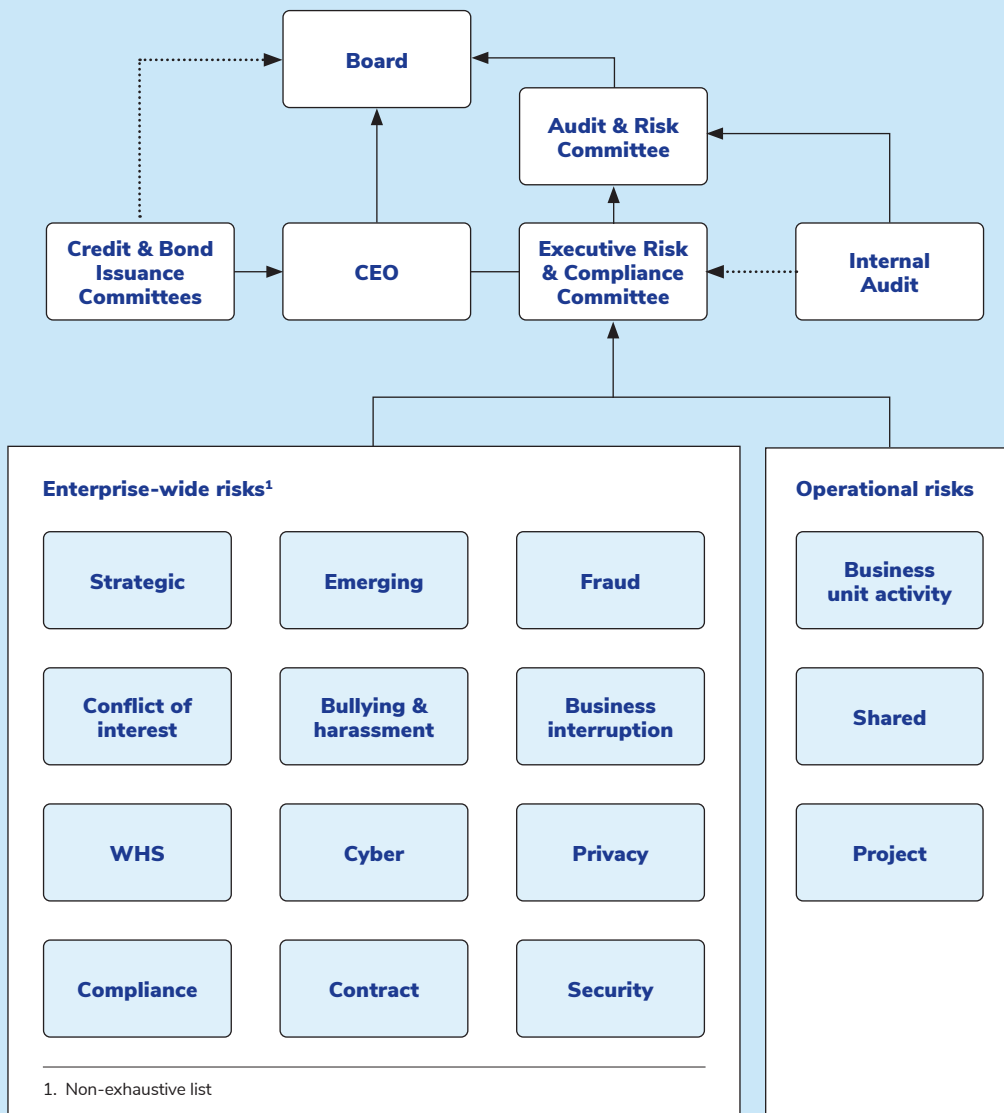 Board
Audit & Risk
Committee
Credit & Bond
Issuance
Committees
CEO
Executive Risk
& Compliance
Committee
Internal
Audit
Enterprise-wide risks¹
Strategic
Emerging
Fraud
Conflict of
interest
Bullying &
harassment
Business
interruption
WHS
Cyber
Privacy
Compliance
Contract
Security
1. Non-exhaustive list
Operational risks
Business
unit activity
Shared
Project